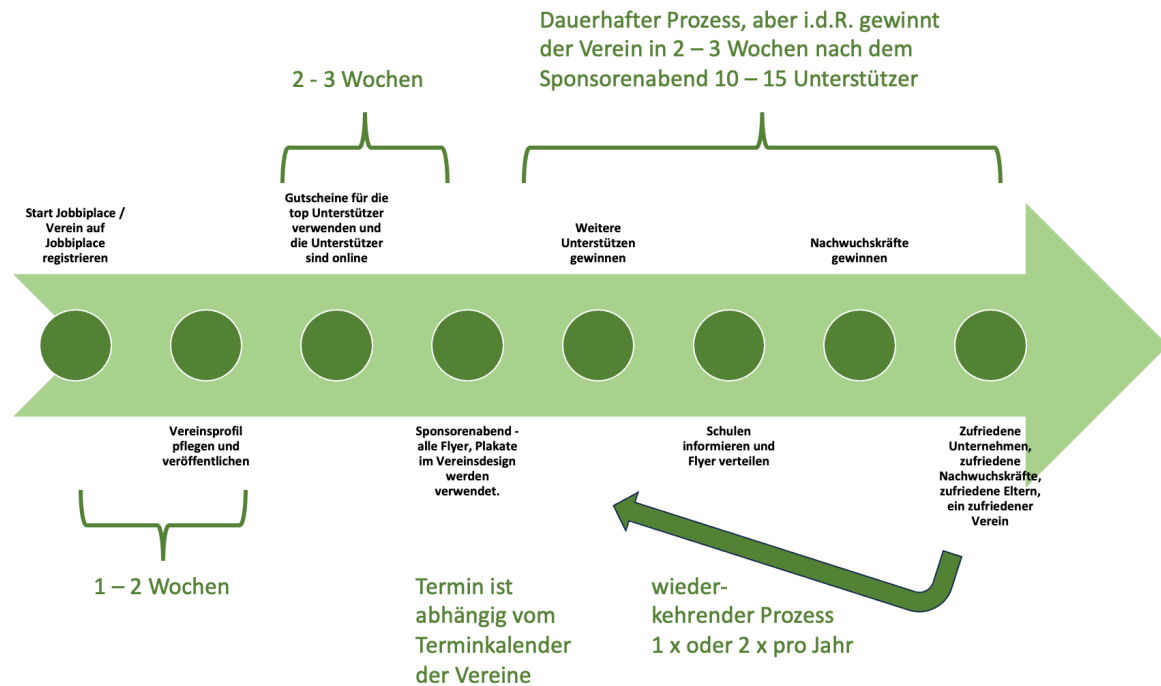 Dauerhafter Prozess, aber i.d.R. gewinnt
der Verein in 2 – 3 Wochen nach dem
Sponsorenabend 10 – 15 Unterstützer
2 - 3 Wochen
Start Jobbiplace /
Verein auf
Jobbiplace
registrieren
Gutscheine für die
top Unterstützer
verwenden und
die Unterstützer
sind online
Weitere
Unterstützen
gewinnen
Nachwuchskräfte
gewinnen
Vereinsprofil
pflegen und
veröffentlichen
Sponsorenabend -
alle Flyer, Plakate
im Vereinsdesign
werden
verwendet.
Schulen
informieren und
Flyer verteilen
Zufriedene
Unternehmen,
zufriedene
Nachwuchskräfte,
zufriedene Eltern,
ein zufriedener
Verein
1 – 2 Wochen
Termin ist
abhängig vom
Terminkalender
der Vereine
wieder-
kehrender Prozess
1 x oder 2 x pro Jahr